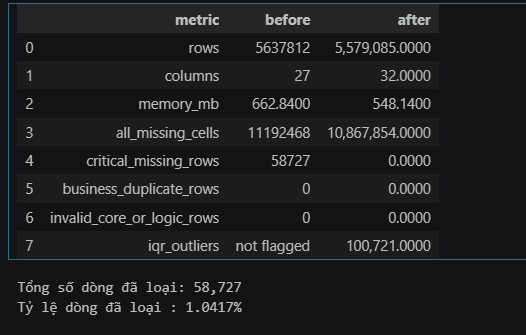 metric before after
0 rows 5637812 5,579,085.0000
1 columns 27 32.0000
2 memory_mb 662.8400 548.1400
3 all_missing_cells 11192468 10,867,854.0000
4 critical_missing_rows 58727 0.0000
5 business_duplicate_rows 0 0.0000
6 invalid_core_or_logic_rows 0 0.0000
7 iqr_outliers not flagged 100,721.0000
Tổng số dòng đã loại: 58,727
Tỷ lệ dòng đã loại : 1.0417%